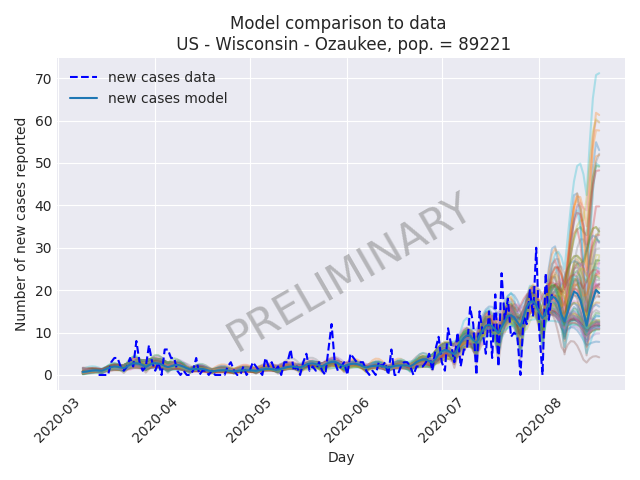 Model comparison to data
US - Wisconsin - Ozaukee, pop. = 89221
new cases data
new cases model
PRELIMINARY
Number of new cases reported
70
60
50
40
30
20
10
0
2020-03
2020-04
2020-05
2020-06
2020-07
2020-08
Day